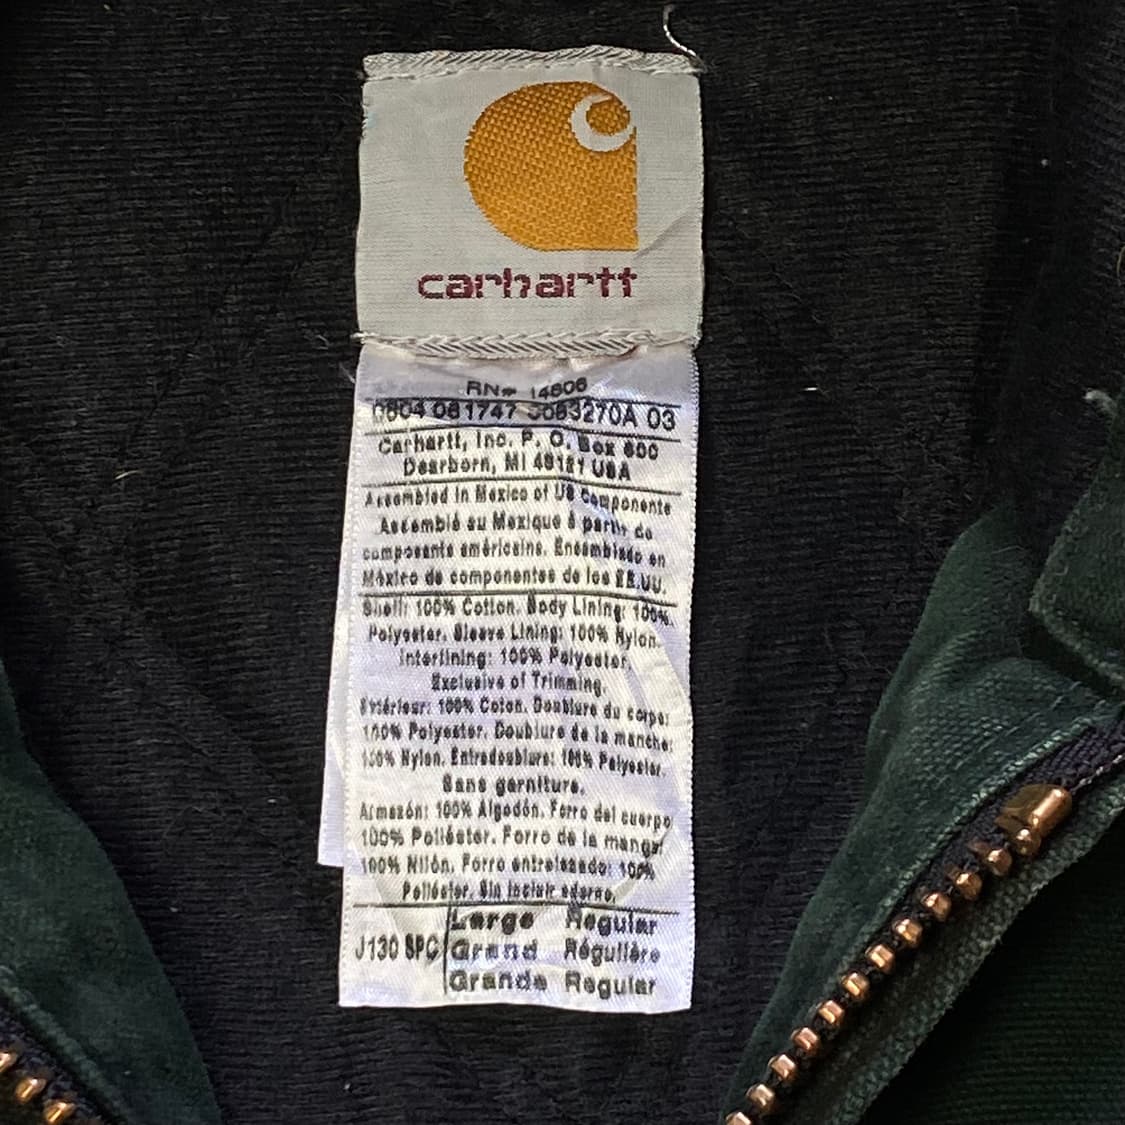 carhartt
RN# 14806
0804 081747 3083270A 03
Carhartt, Inc. P. O. Box 600
Dearborn, MI 48121 USA
Assembled in Mexico of US components
Assemblé au Mexique à partir de
composants américains. Ensamblado en
México de componentes de los EE.UU.
Shell: 100% Cotton. Body Lining: 100%
Polyester. Sleeve Lining: 100% Nylon.
Interlining: 100% Polyester.
Exclusive of Trimming.
Extérieur: 100% Coton. Doublure du corps:
100% Polyester. Doublure de la manche:
100% Nylon. Entredoublure: 100% Polyester.
Sans garniture.
Armazón: 100% Algodón. Forro del cuerpo
100% Poliéster. Forro de la manga:
100% Nilón. Forro entrelazado: 100%
Poliéster. Sin incluir adorno.
Large Regular
J130 SPC Grand Régulière
Grande Regular